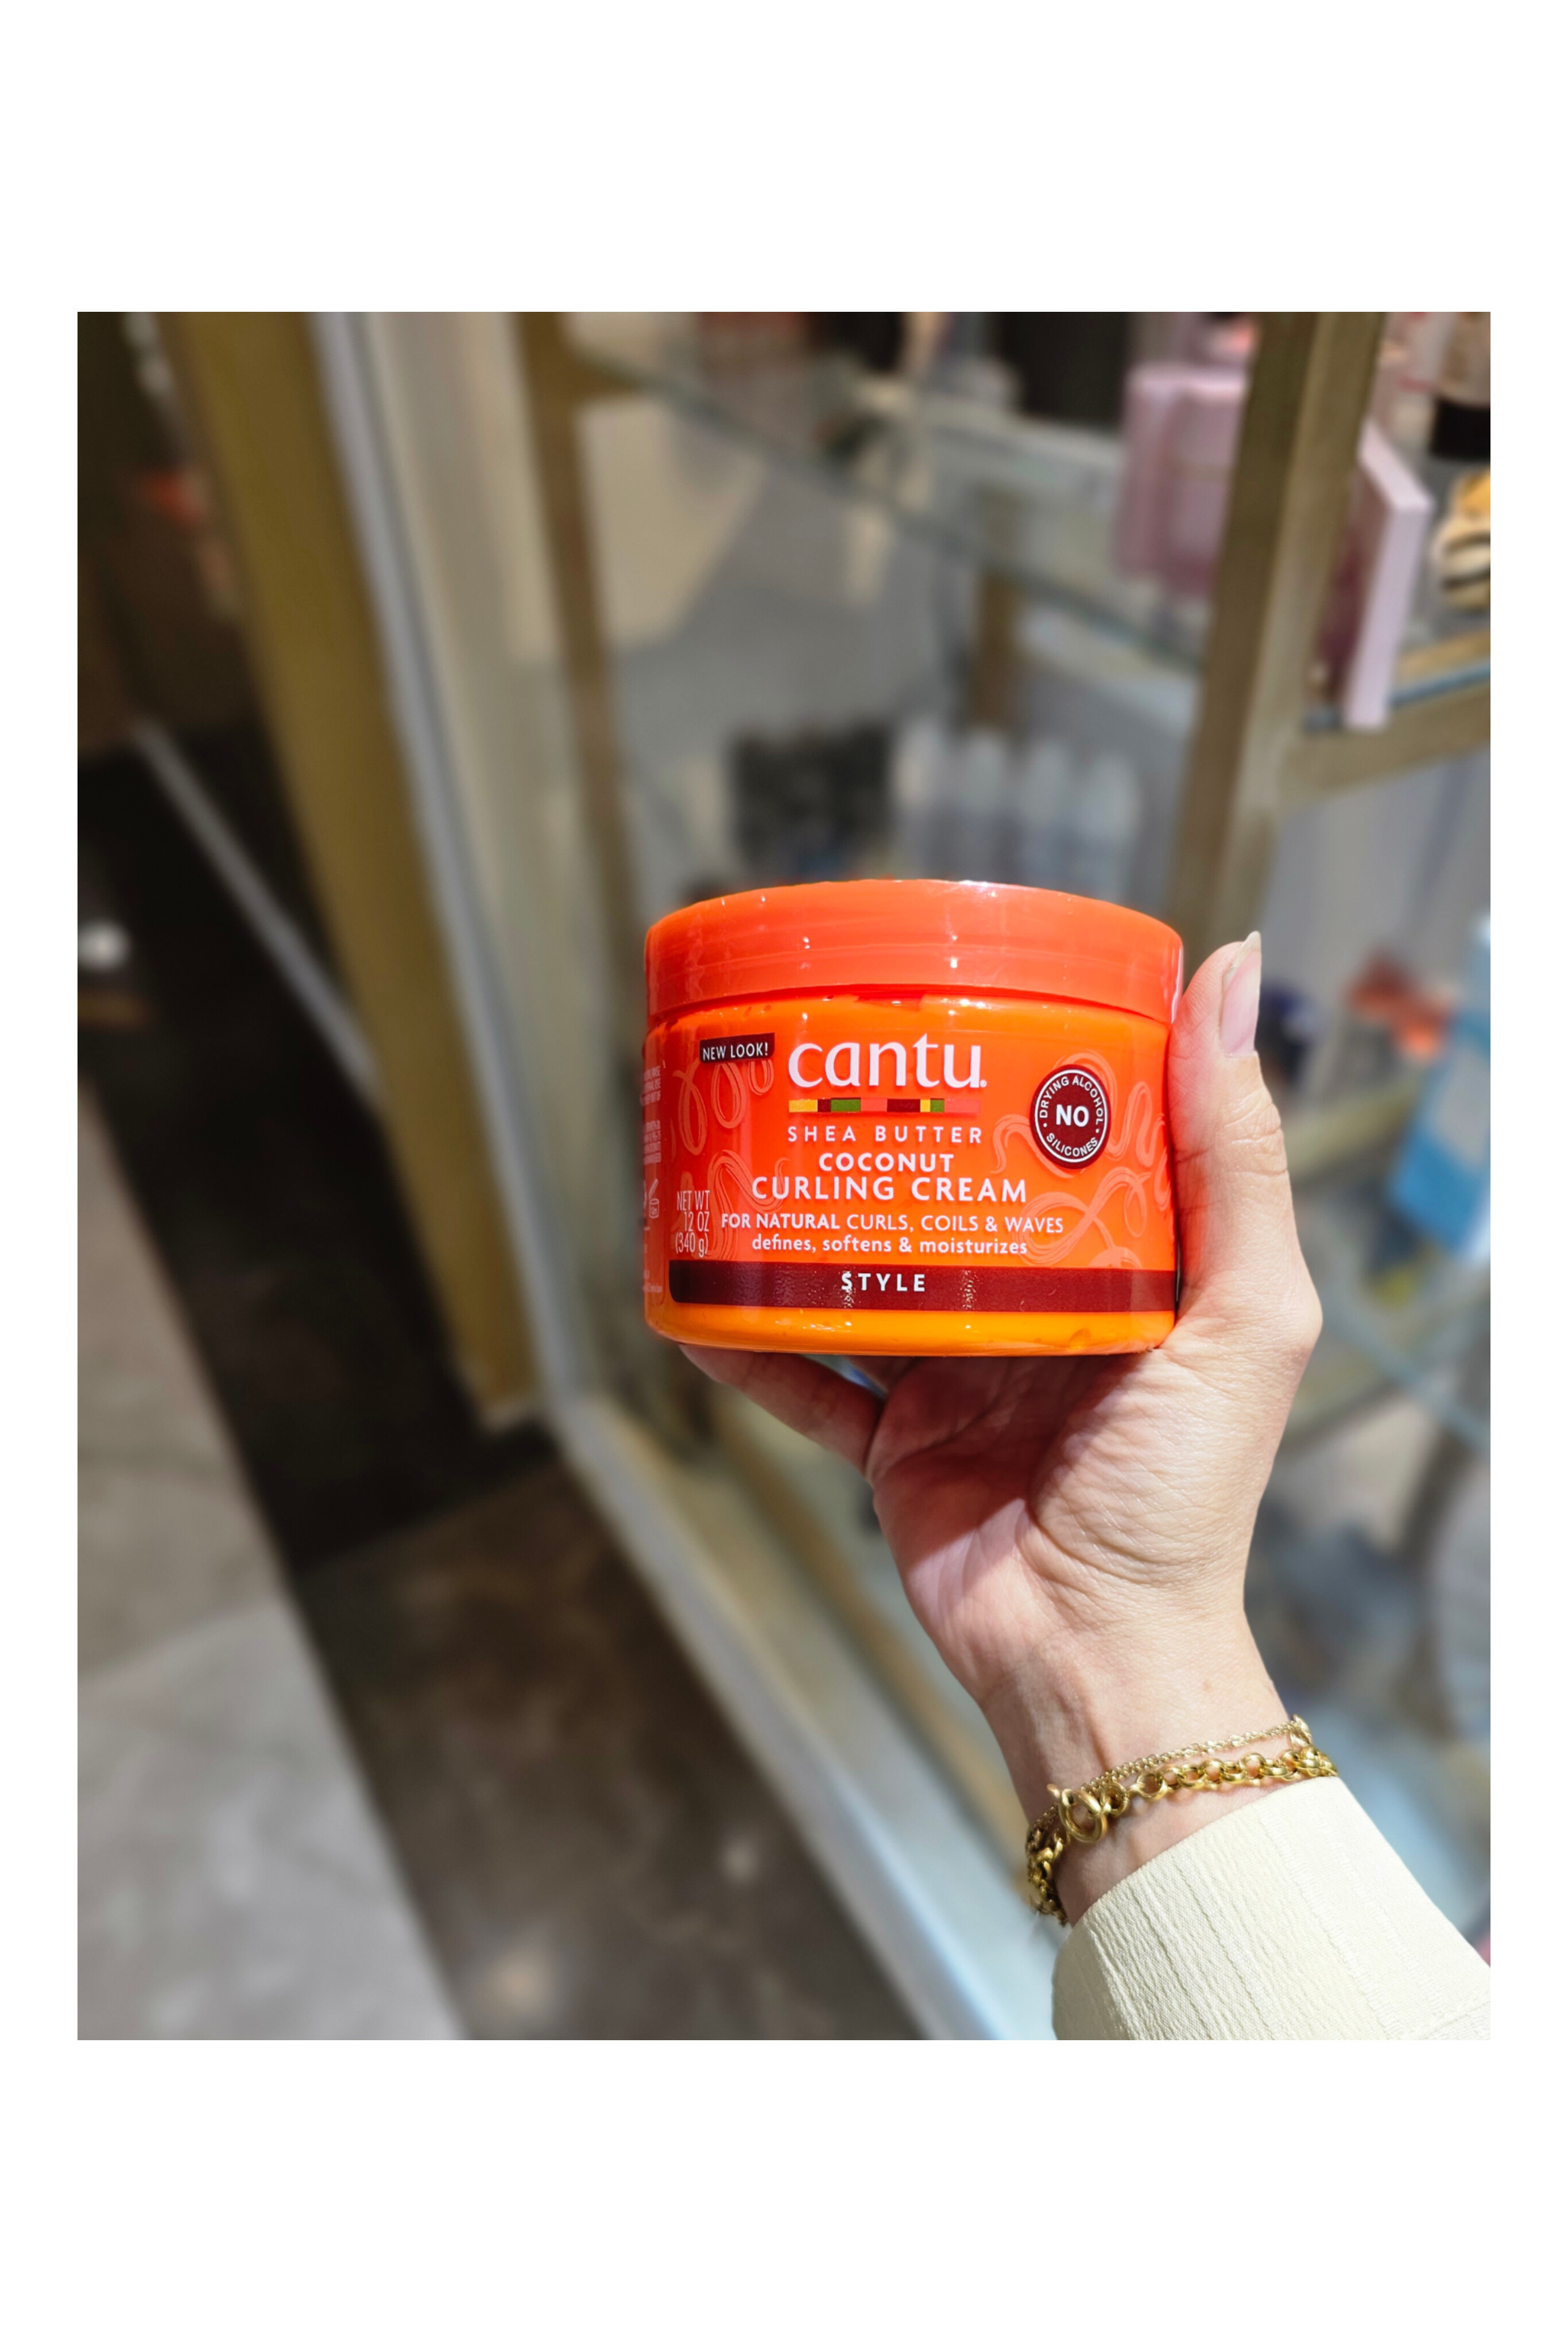 NEW LOOK!
cantu
SHEA BUTTER
COCONUT
CURLING CREAM
FOR NATURAL CURLS, COILS & WAVES
defines, softens & moisturizes
NET WT
12 OZ
(340 g)
DRYING ALCOHOL
NO
SILICONES
STYLE